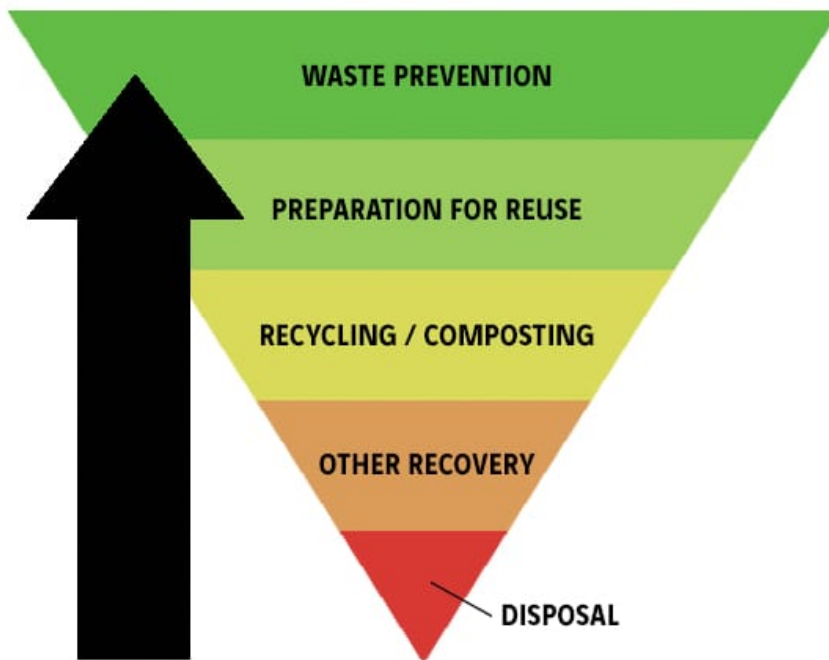 WASTE PREVENTION
PREPARATION FOR REUSE
RECYCLING / COMPOSTING
OTHER RECOVERY
DISPOSAL